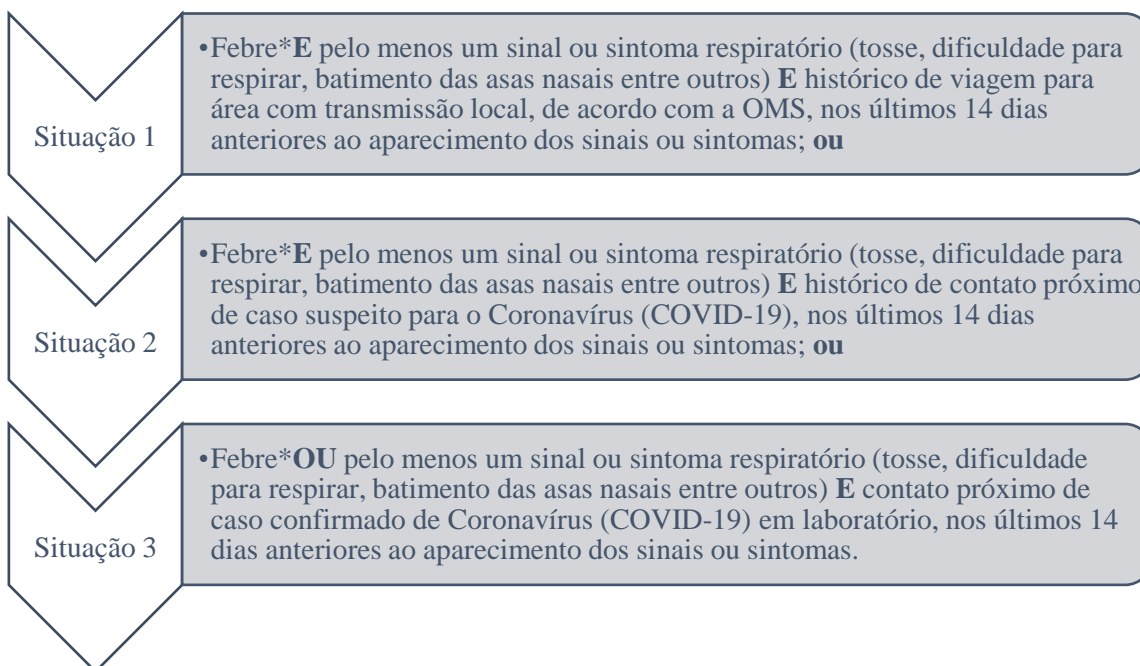 •Febre*E pelo menos um sinal ou sintoma respiratório (tosse, dificuldade para
respirar, batimento das asas nasais entre outros) E histórico de viagem para
área com transmissão local, de acordo com a OMS, nos últimos 14 dias
anteriores ao aparecimento dos sinais ou sintomas; ou
Situação 1
•Febre*E pelo menos um sinal ou sintoma respiratório (tosse, dificuldade para
respirar, batimento das asas nasais entre outros) E histórico de contato próximo
de caso suspeito para o Coronavírus (COVID-19), nos últimos 14 dias
anteriores ao aparecimento dos sinais ou sintomas; ou
Situação 2
•Febre*OU pelo menos um sinal ou sintoma respiratório (tosse, dificuldade
para respirar, batimento das asas nasais entre outros) E contato próximo de
caso confirmado de Coronavírus (COVID-19) em laboratório, nos últimos 14
dias anteriores ao aparecimento dos sinais ou sintomas.
Situação 3